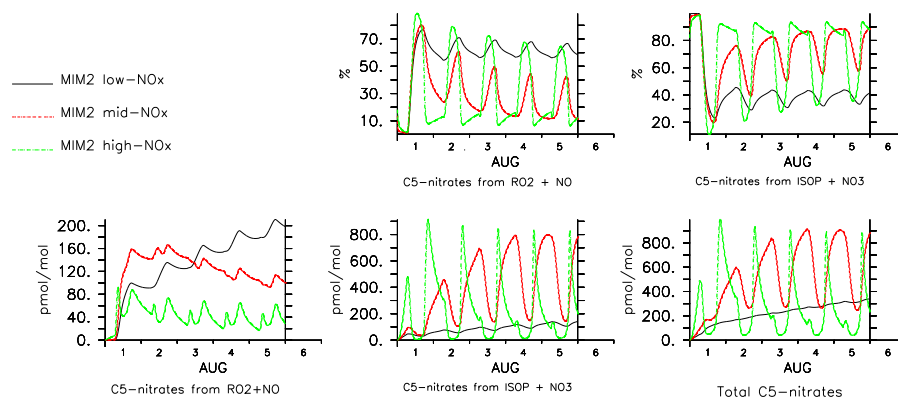 MIM2 low-NOx
MIM2 mid-NOx
MIM2 high-NOx
70.
50.
30.
10.
%
1 2 3 4 5 6
AUG
C5-nitrates from RO2 + NO
80.
60.
40.
20.
%
1 2 3 4 5 6
AUG
C5-nitrates from ISOP + NO3
200.
160.
120.
80.
40.
0.
pmol/mol
1 2 3 4 5 6
AUG
C5-nitrates from RO2+NO
800.
600.
400.
200.
0.
pmol/mol
1 2 3 4 5 6
AUG
C5-nitrates from ISOP + NO3
800.
600.
400.
200.
0.
pmol/mol
1 2 3 4 5 6
AUG
Total C5-nitrates